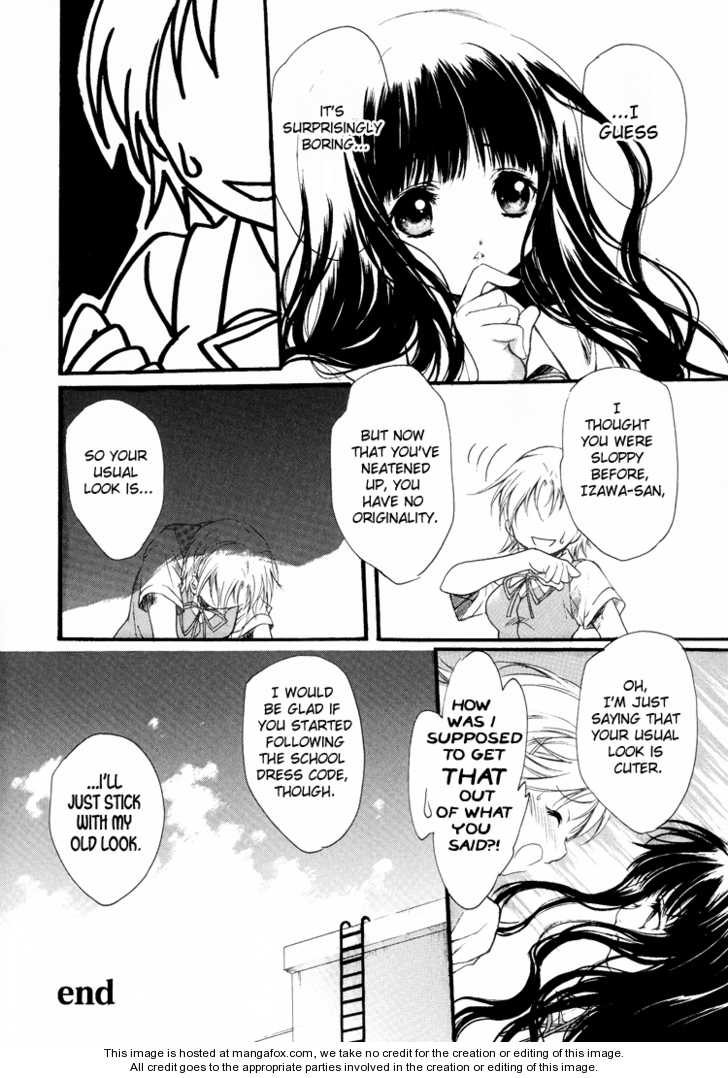 ...I
GUESS
IT'S
SURPRISINGLY
BORING...
I
THOUGHT
YOU WERE
SLOPPY
BEFORE,
IZAWA-SAN,
BUT NOW
THAT YOU'VE
NEATENED
UP, YOU
HAVE NO
ORIGINALITY.
SO YOUR
USUAL
LOOK IS...
OH,
I'M JUST
SAYING THAT
YOUR USUAL
LOOK IS
CUTER.
HOW
WAS I
SUPPOSED
TO GET
THAT
OUT
OF WHAT
YOU
SAID?!
I WOULD
BE GLAD IF
YOU STARTED
FOLLOWING
THE SCHOOL
DRESS CODE,
THOUGH.
...I'LL
JUST STICK
WITH MY
OLD LOOK.
end
This image is hosted at mangafox.com, we take no credit for the creation or editing of this image.
All credit goes to the appropriate parties involved in the creation or editing of this image.